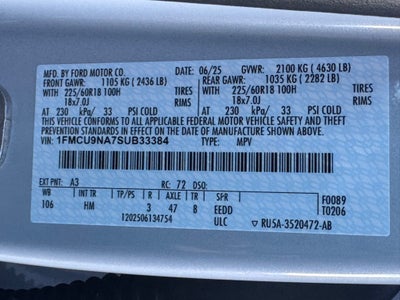 MFD. BY FORD MOTOR CO. 06/25 GVWR: 2100 KG ( 4630 LB)
FRONT GAWR: 1105 KG ( 2436 LB) REAR GAWR: 1035 KG ( 2282 LB)
WITH 225/60R18 100H TIRES WITH 225/60R18 100H TIRES
18x7.0J RIMS 18x7.0J RIMS
AT 230 kPa/ 33 PSI COLD AT 230 kPa/ 33 PSI COLD
THIS VEHICLE CONFORMS TO ALL APPLICABLE FEDERAL MOTOR VEHICLE SAFETY
AND THEFT PREVENTION STANDARDS IN EFFECT ON THE DATE OF MANUFACTURE SHOWN ABOVE.
VIN: 1FMCU9NA7SUB33384 TYPE: MPV
EXT PNT: A3 RC: 72 DSO: F0089
WB INT TR TP/PS R TR B SPR T0206
106 HM 3 47 B EEDD
1202506134754 ULC RU5A-3520472-AB